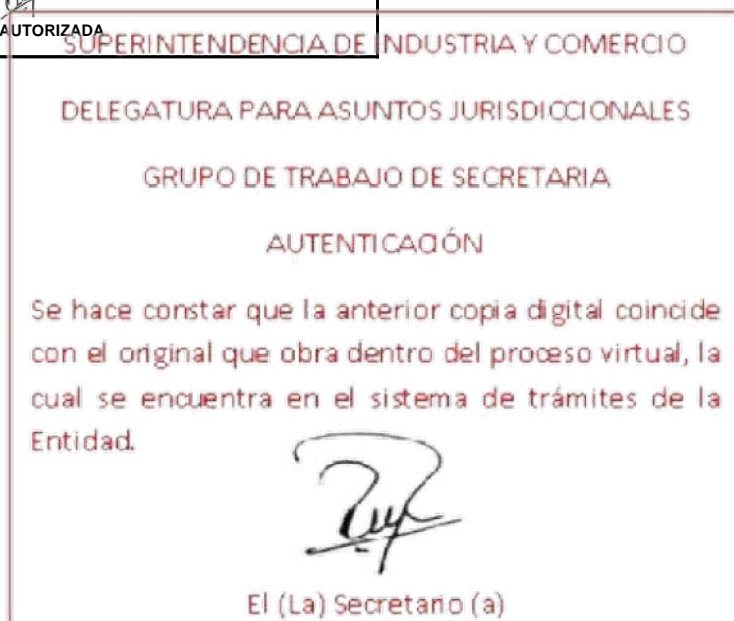 AUTORIZADA
SUPERINTENDENCIA DE INDUSTRIA Y COMERCIO
DELEGATURA PARA ASUNTOS JURISDICCIONALES
GRUPO DE TRABAJO DE SECRETARIA
AUTENTICACIÓN
Se hace constar que la anterior copia digital coincide
con el original que obra dentro del proceso virtual, la
cual se encuentra en el sistema de trámites de la
Entidad.
El (La) Secretario (a)